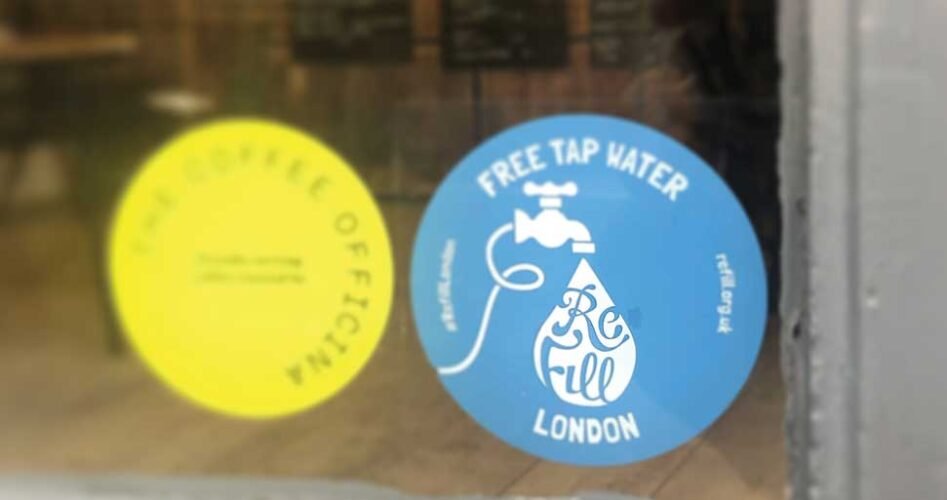 THE COFFEE OFFICINA
FREE TAP WATER
#RefillLondon
refill.org.uk
Re
fill
LONDON